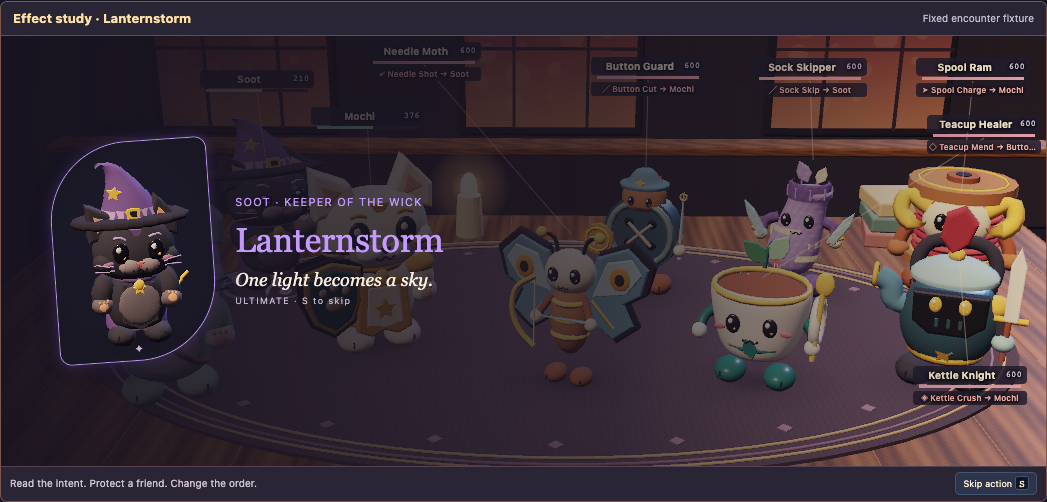 Effect study · Lanternstorm
Fixed encounter fixture
Needle Moth 600
✓ Needle Shot → Soot
Soot 210
Mochi 376
Button Guard 600
⟋ Button Cut → Mochi
Sock Skipper 600
⟋ Sock Skip → Soot
Spool Ram 600
➤ Spool Charge → Mochi
Teacup Healer 600
◇ Teacup Mend → Butto…
SOOT · KEEPER OF THE WICK
Lanternstorm
One light becomes a sky.
ULTIMATE · S to skip
Kettle Knight 600
◈ Kettle Crush → Mochi
Read the intent. Protect a friend. Change the order.
Skip action S